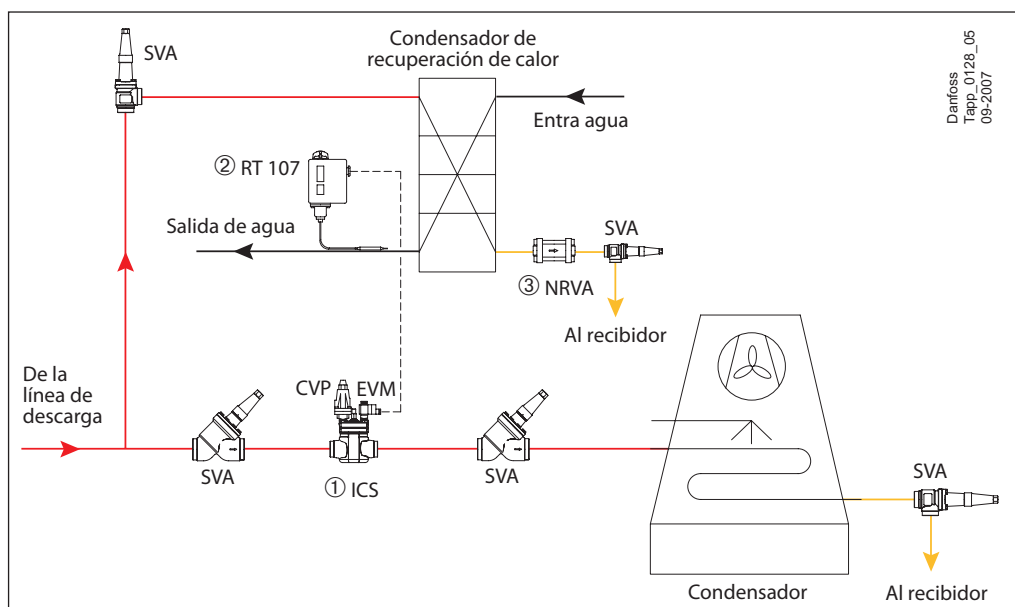 SVA
Condensador de
recuperación de calor
Danfoss
Tapp_0128_05
09-2007
Entra agua
② RT 107
Salida de agua
SVA
③ NRVA
Al recibidor
De la
línea de
descarga
CVP
EVM
SVA
① ICS
SVA
SVA
Condensador
Al recibidor